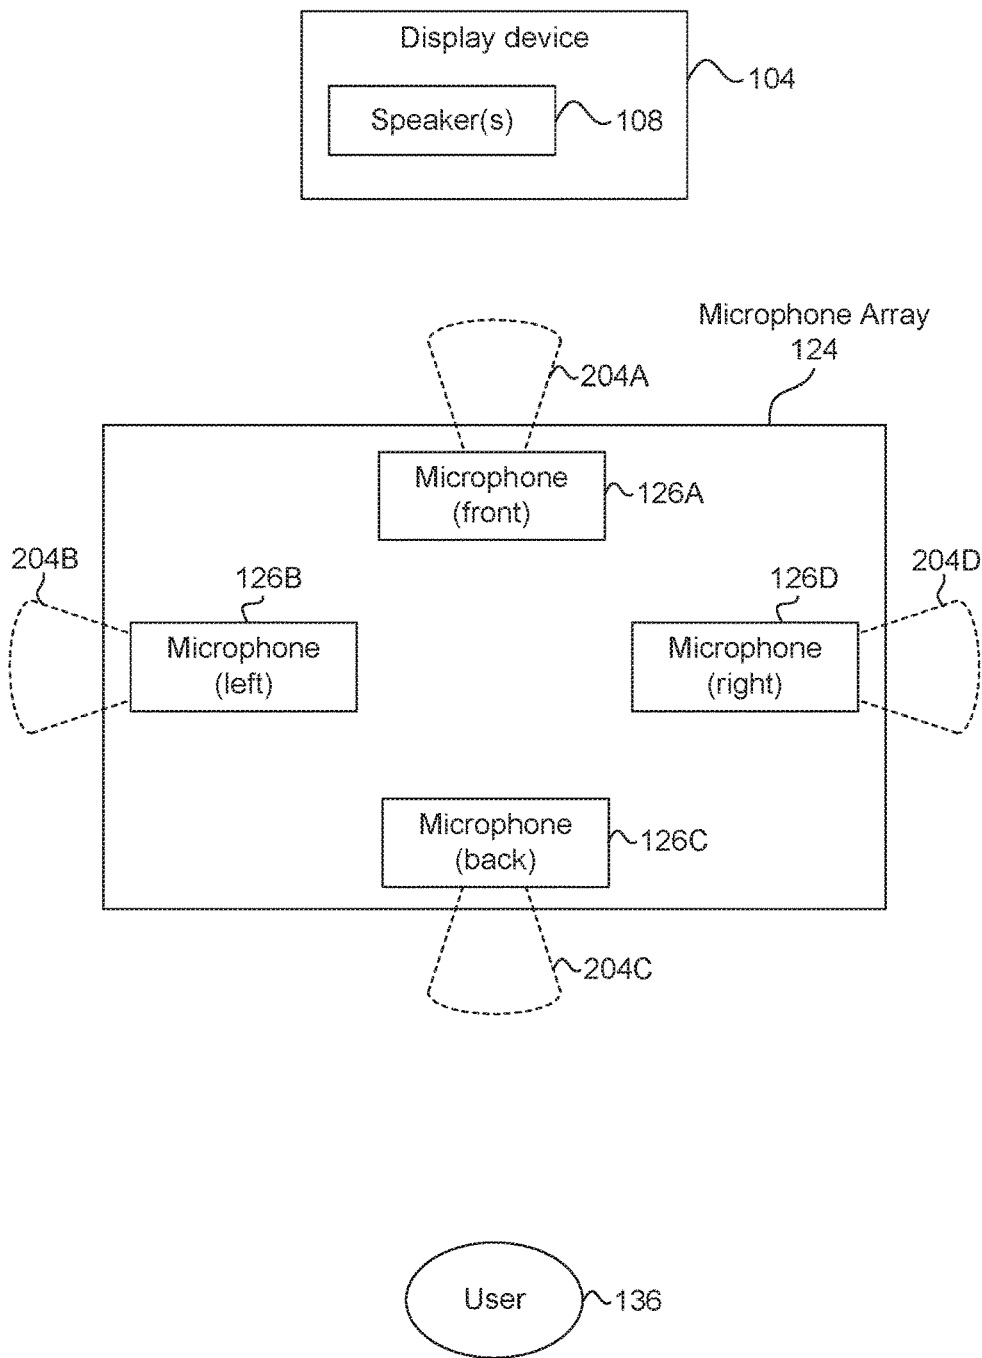 Display device
104
Speaker(s)
108
Microphone Array
124
204A
Microphone
(front)
126A
204B
126B
126D
204D
Microphone
(left)
Microphone
(right)
Microphone
(back)
126C
204C
User
136